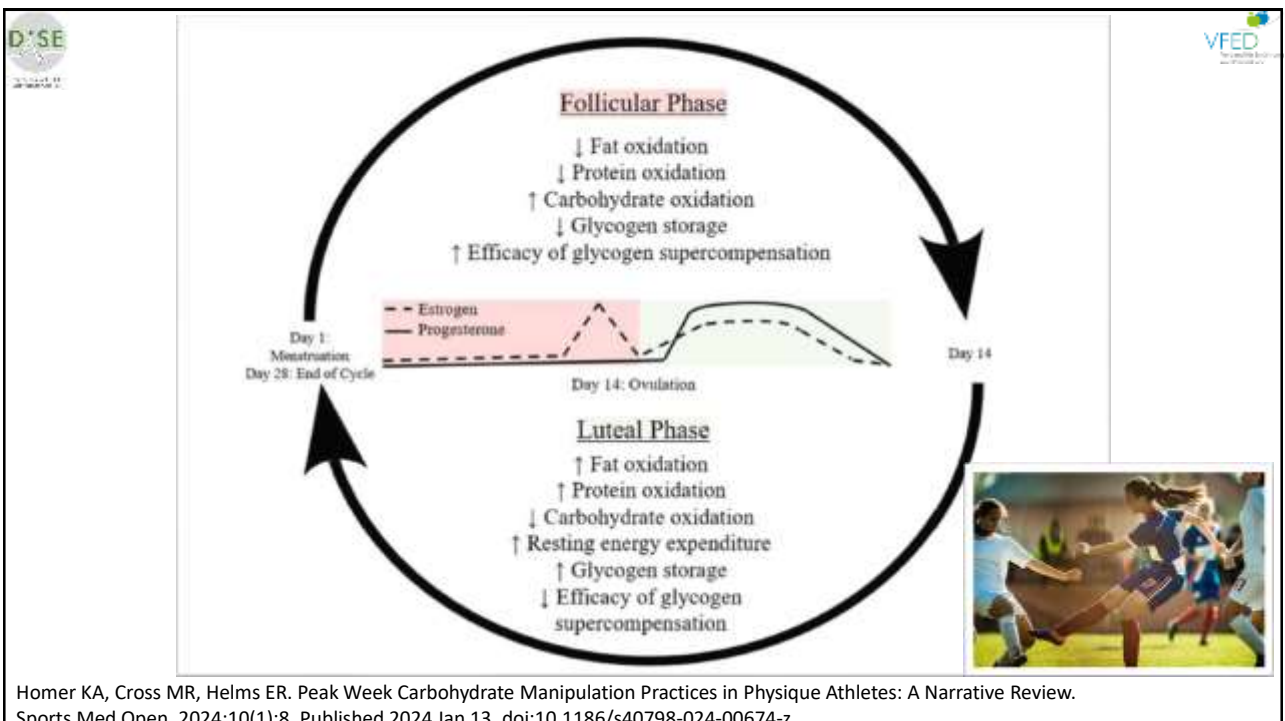 D·SE
VFED
Follicular Phase
↓ Fat oxidation
↓ Protein oxidation
↑ Carbohydrate oxidation
↓ Glycogen storage
↑ Efficacy of glycogen supercompensation
Estrogen
Progesterone
Day 1:
Menstruation
Day 28: End of Cycle
Day 14
Day 14: Ovulation
Luteal Phase
↑ Fat oxidation
↑ Protein oxidation
↓ Carbohydrate oxidation
↑ Resting energy expenditure
↑ Glycogen storage
↓ Efficacy of glycogen
supercompensation
Homer KA, Cross MR, Helms ER. Peak Week Carbohydrate Manipulation Practices in Physique Athletes: A Narrative Review.
Sports Med Open. 2024;10(1):8. Published 2024 Jan 13. doi:10.1186/s40798-024-00674-z